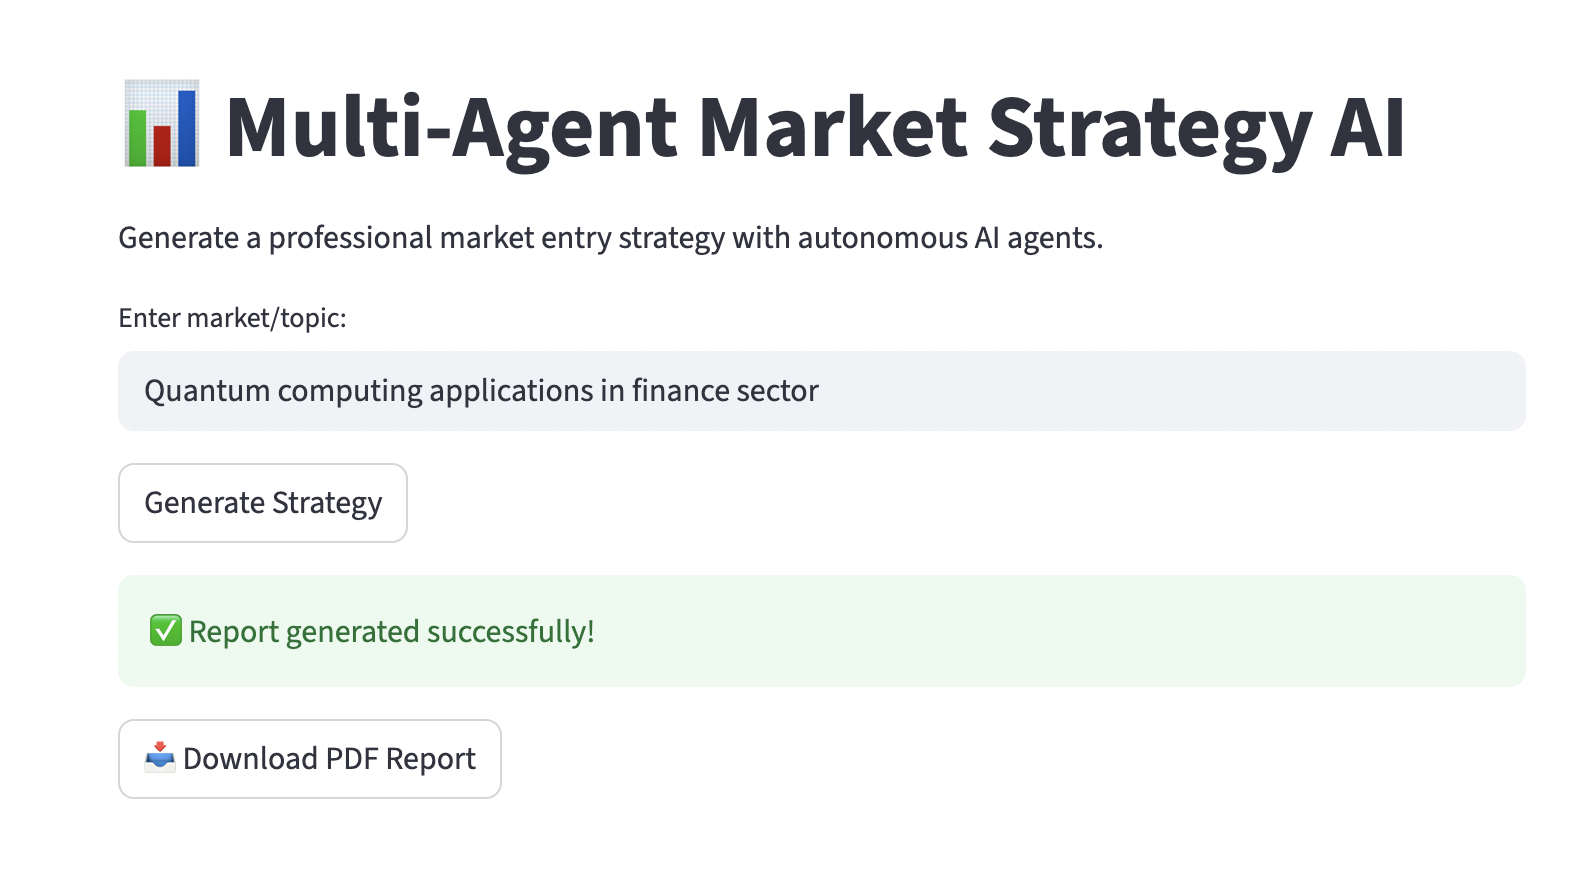 Multi-Agent Market Strategy AI
Generate a professional market entry strategy with autonomous AI agents.
Enter market/topic:
Quantum computing applications in finance sector
Generate Strategy
✅ Report generated successfully!
📥 Download PDF Report